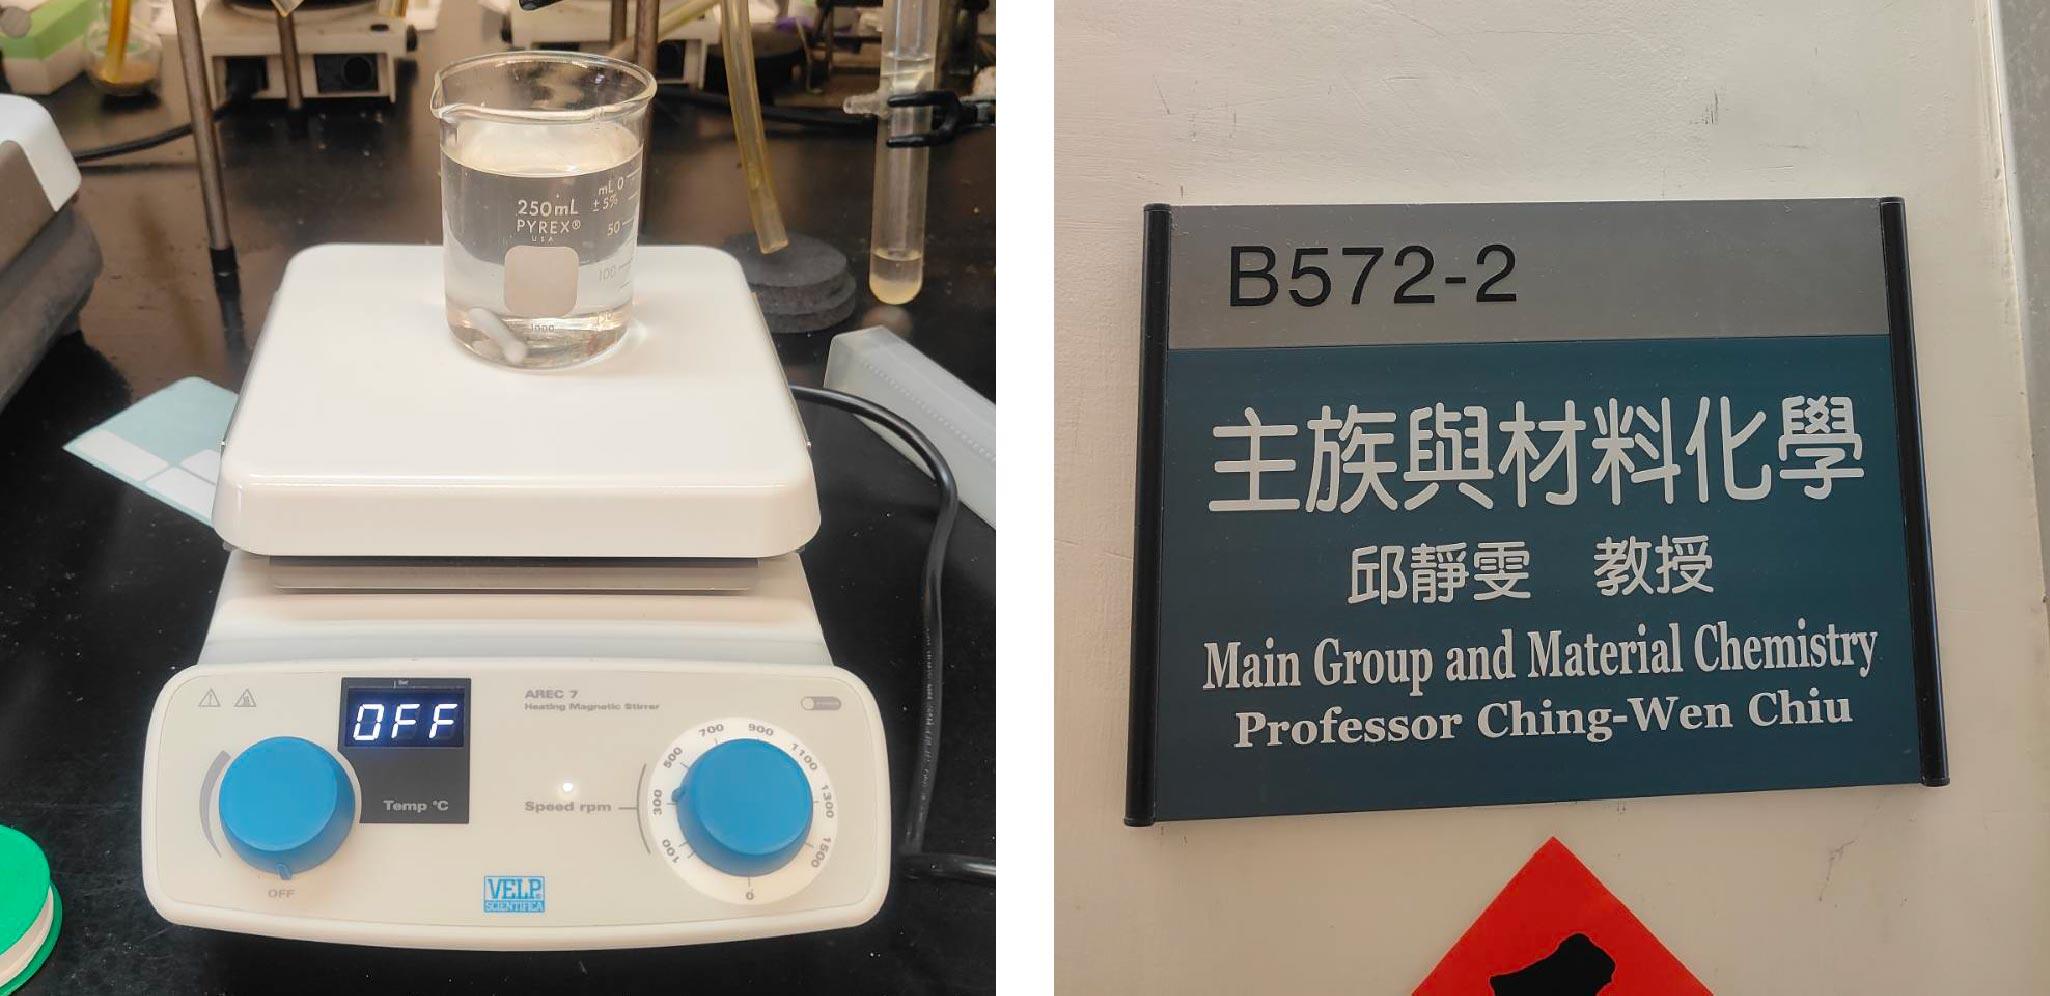 mL 0
250mL
±5%
PYREX®
USA
50
100
150
1000
OFF
Temp °C
OFF
AREC 7
Heating Magnetic Stirrer
Speed rpm
0
100
300
500
700
900
1100
1300
1500
VELP
SCIENTIFICA
B572-2
主族與材料化學
邱靜雯 教授
Main Group and Material Chemistry
Professor Ching-Wen Chiu